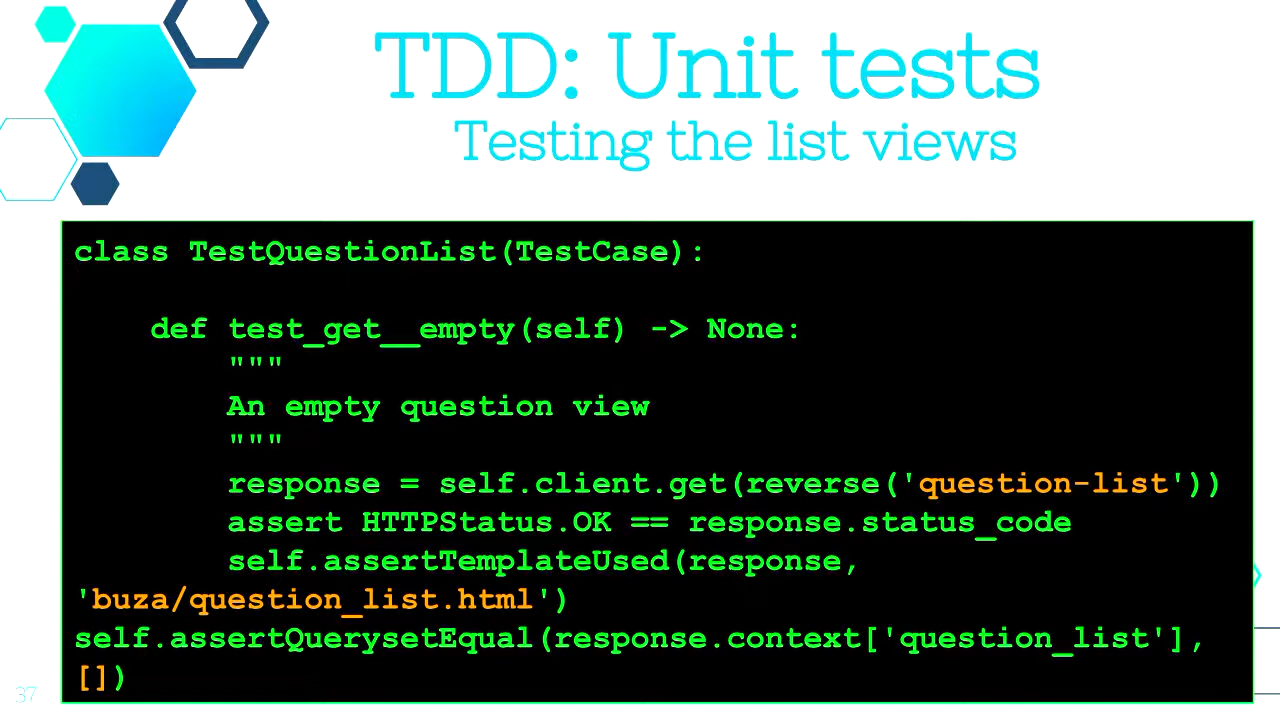 TDD: Unit tests
Testing the list views
class TestQuestionList(TestCase):
def test_get__empty(self) -> None:
"""
An empty question view
"""
response = self.client.get(reverse('question-list'))
assert HTTPStatus.OK == response.status_code
self.assertTemplateUsed(response,
'buza/question_list.html')
self.assertQuerysetEqual(response.context['question_list'],
[])
37